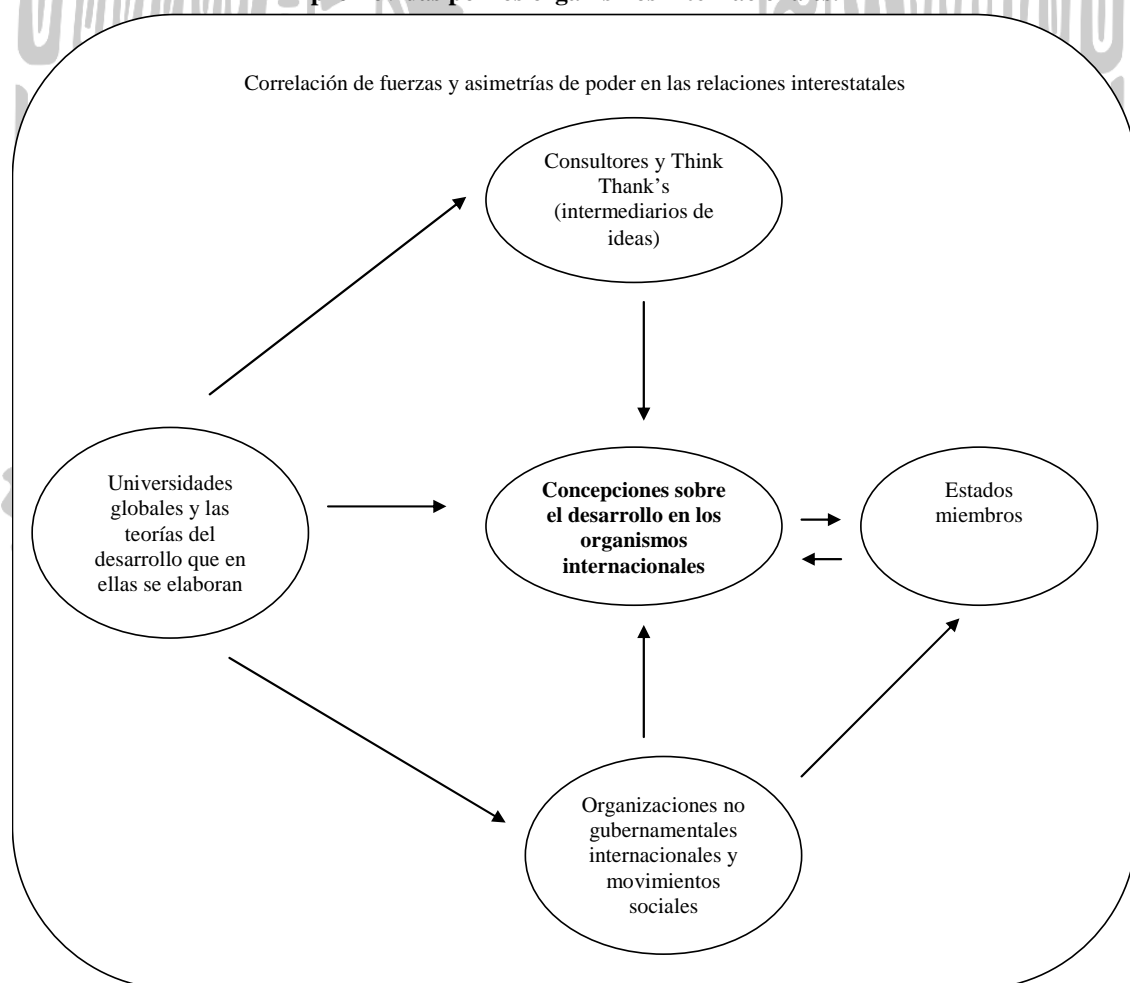 Correlación de fuerzas y asimetrías de poder en las relaciones interestatales
Consultores y Think
Thank’s
(intermediarios de
ideas)
Universidades
globales y las
teorías del
desarrollo que en
ellas se elaboran
Concepciones sobre
el desarrollo en los
organismos
internacionales
Estados
miembros
Organizaciones no
gubernamentales
internacionales y
movimientos
sociales